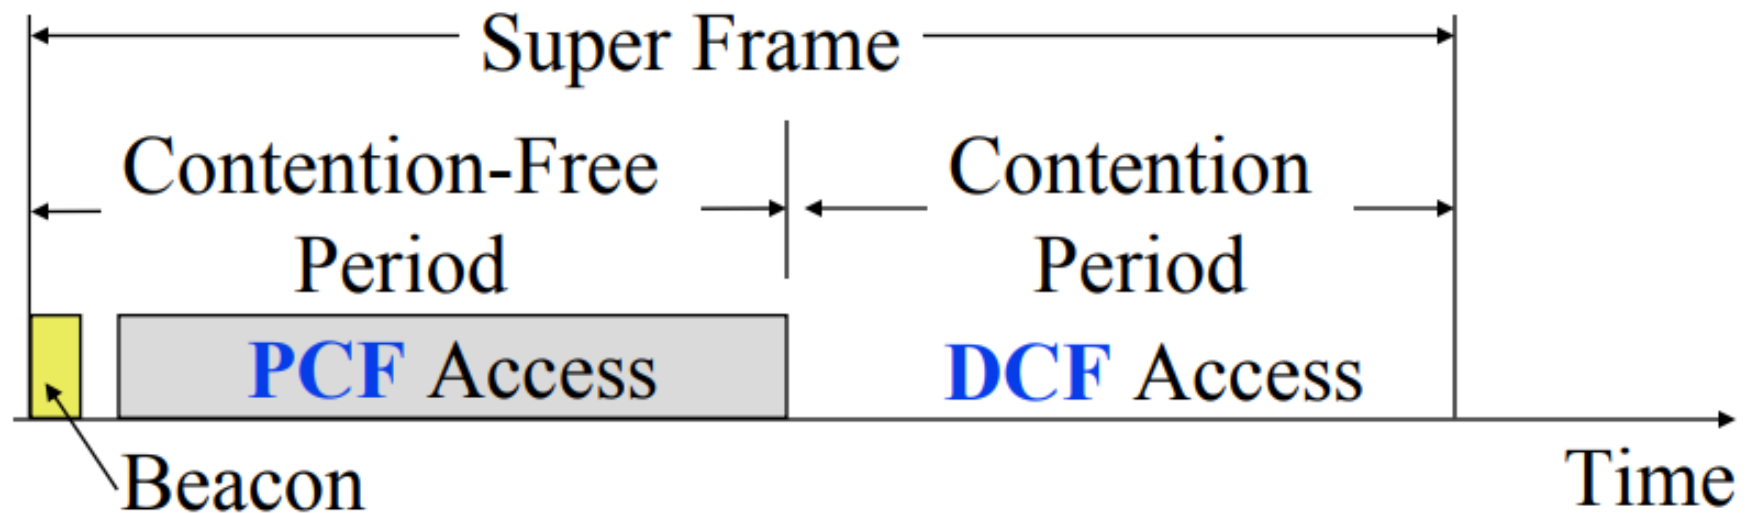 Super Frame
Contention-Free
Period
Contention
Period
PCF Access
DCF Access
Beacon
Time